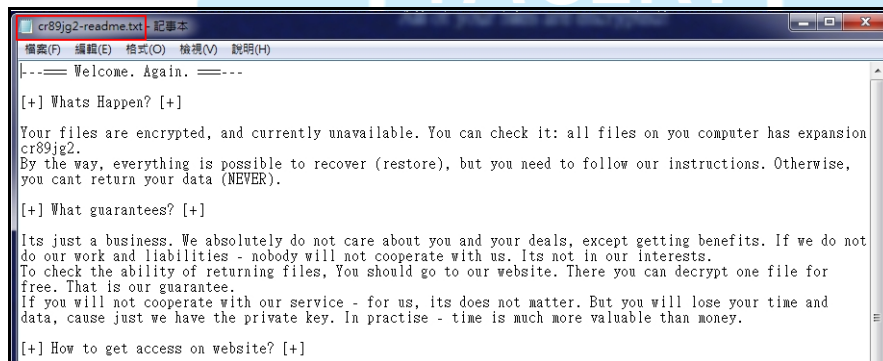 All of your files are encrypted!
cr89jg2-readme.txt - 記事本
檔案(F) 編輯(E) 格式(O) 檢視(V) 說明(H)
---=== Welcome. Again. ===---
[+] Whats Happen? [+]
Your files are encrypted, and currently unavailable. You can check it: all files on you computer has expansion
cr89jg2.
By the way, everything is possible to recover (restore), but you need to follow our instructions. Otherwise,
you cant return your data (NEVER).
[+] What guarantees? [+]
Its just a business. We absolutely do not care about you and your deals, except getting benefits. If we do not
do our work and liabilities - nobody will not cooperate with us. Its not in our interests.
To check the ability of returning files, You should go to our website. There you can decrypt one file for
free. That is our guarantee.
If you will not cooperate with our service - for us, its does not matter. But you will lose your time and
data, cause just we have the private key. In practise - time is much more valuable than money.
[+] How to get access on website? [+]